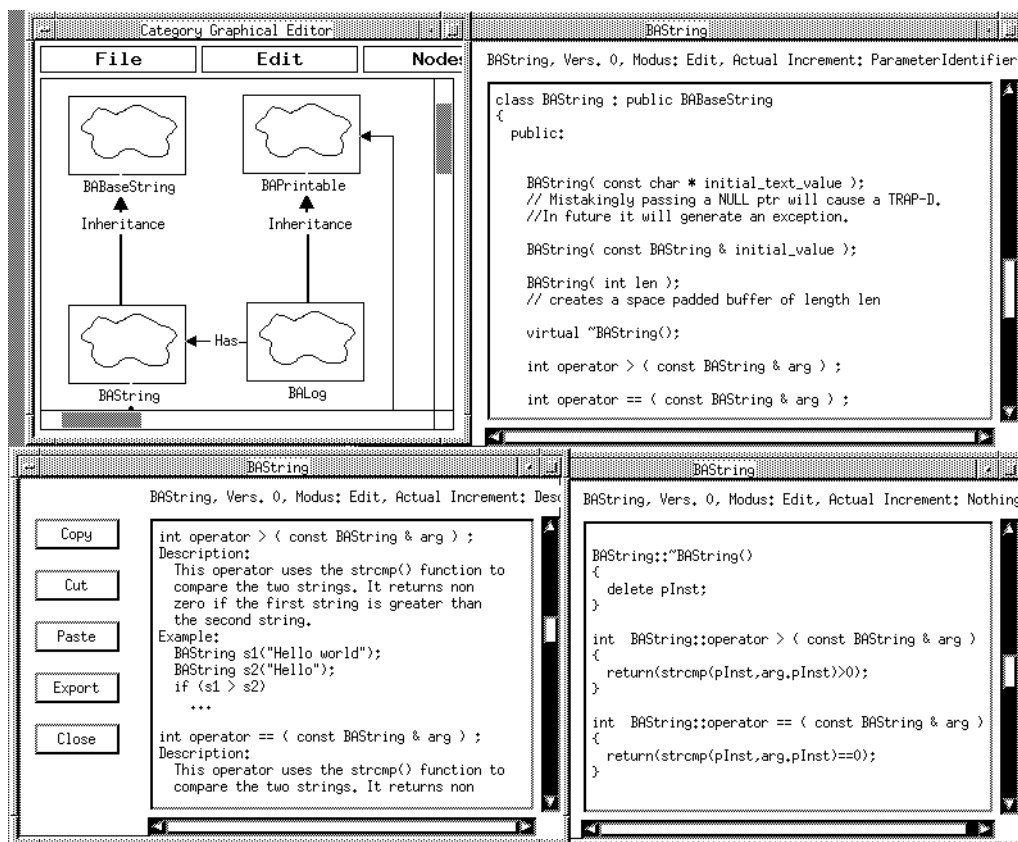 Category Graphical Editor
File Edit Nodes
BABaseString BAPrintable
Inheritance Inheritance
Has
BAString BALog
BAString
BAString, Vers. 0, Modus: Edit, Actual Increment: ParameterIdentifier
class BAString : public BABaseString
{
public:
BAString( const char * initial_text_value );
// Mistakingly passing a NULL ptr will cause a TRAP-D.
//In future it will generate an exception.
BAString( const BAString & initial_value );
BAString( int len );
// creates a space padded buffer of length len
virtual ~BAString();
int operator > ( const BAString & arg ) ;
int operator == ( const BAString & arg ) ;
BAString
BAString, Vers. 0, Modus: Edit, Actual Increment: Desc
Copy
Cut
Paste
Export
Close
int operator > ( const BAString & arg ) ;
Description:
This operator uses the strcmp() function to
compare the two strings. It returns non
zero if the first string is greater than
the second string.
Example:
BAString s1("Hello world");
BAString s2("Hello");
if (s1 > s2)
...
int operator == ( const BAString & arg ) ;
Description:
This operator uses the strcmp() function to
compare the two strings. It returns non
BAString
BAString, Vers. 0, Modus: Edit, Actual Increment: Nothing
BAString::~BAString()
{
delete pInst;
}
int BAString::operator > ( const BAString & arg )
{
return(strcmp(pInst,arg.pInst)>0);
}
int BAString::operator == ( const BAString & arg )
{
return(strcmp(pInst,arg.pInst)==0);
}